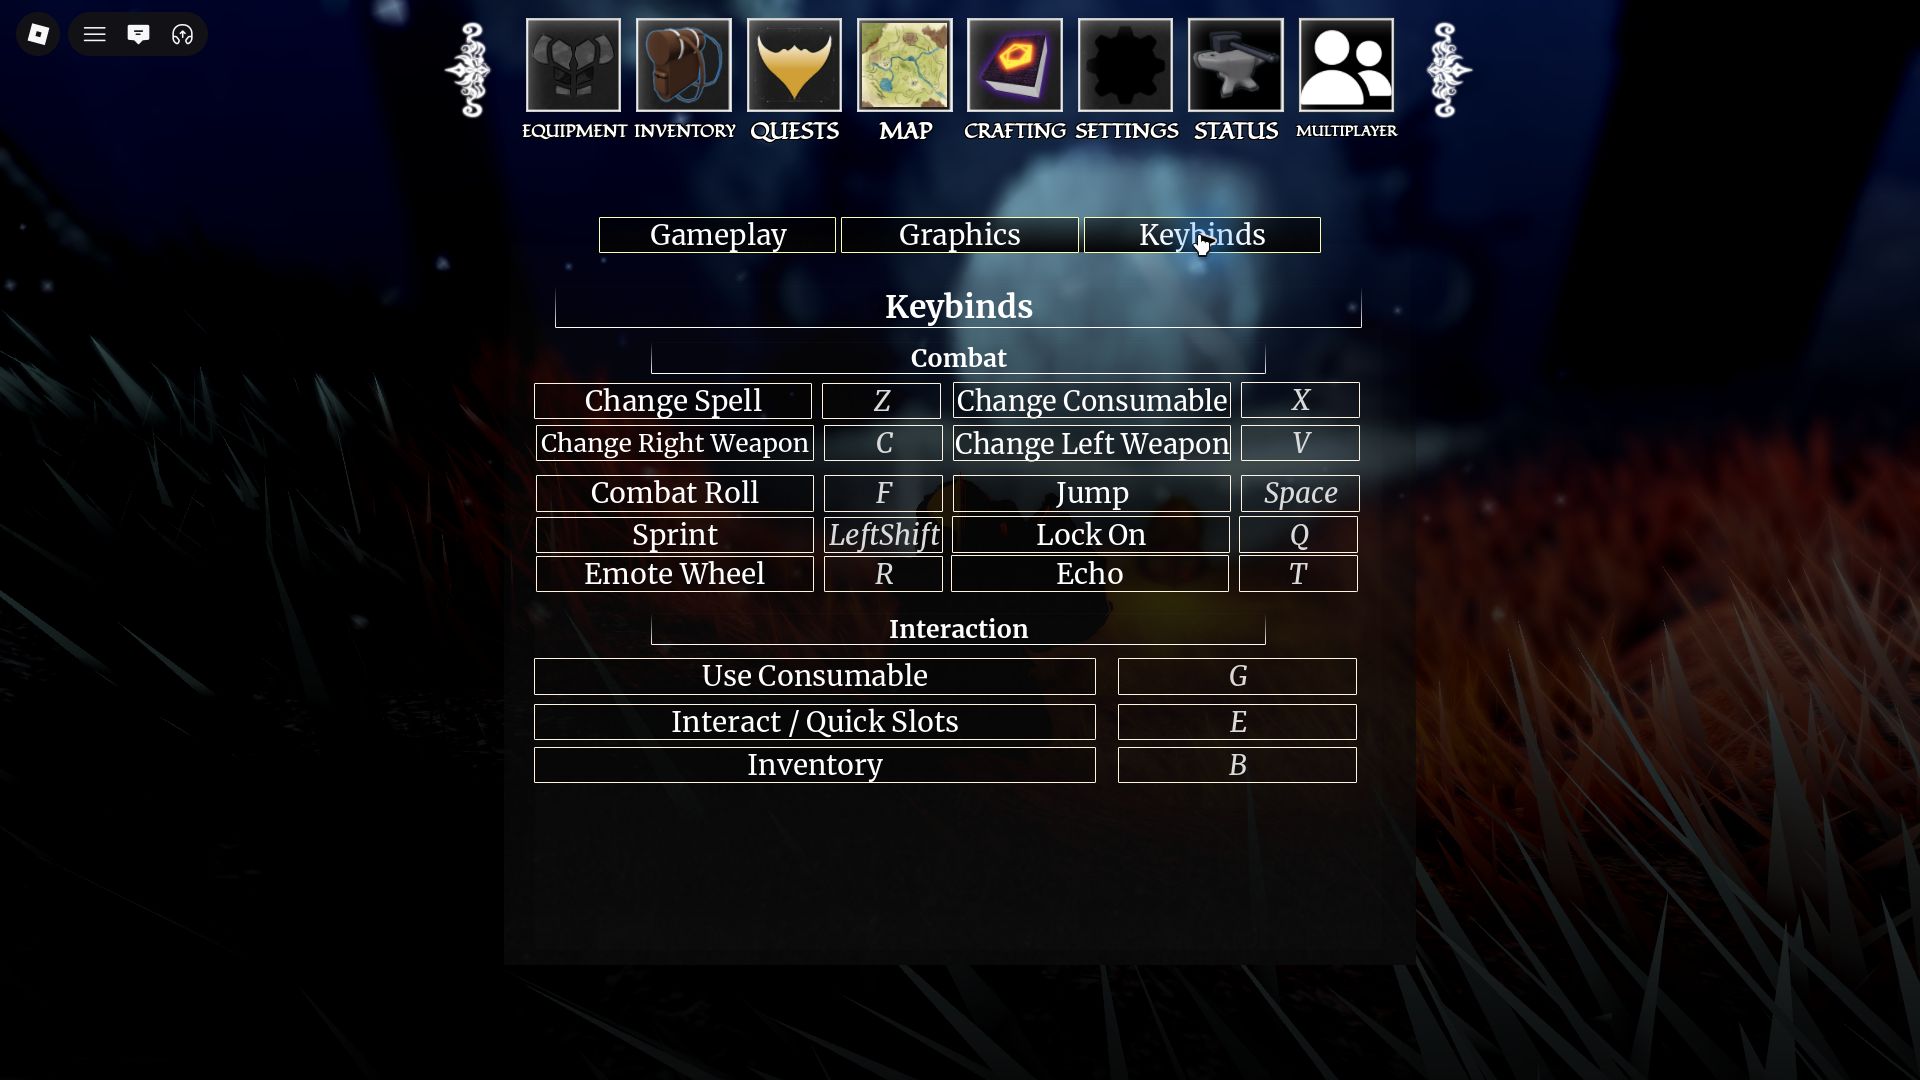 EQUIPMENT INVENTORY QUESTS MAP CRAFTING SETTINGS STATUS MULTIPLAYER
Gameplay Graphics Keybinds
Keybinds
Combat
Change Spell Z Change Consumable X
Change Right Weapon C Change Left Weapon V
Combat Roll F Jump Space
Sprint LeftShift Lock On Q
Emote Wheel R Echo T
Interaction
Use Consumable G
Interact / Quick Slots E
Inventory B